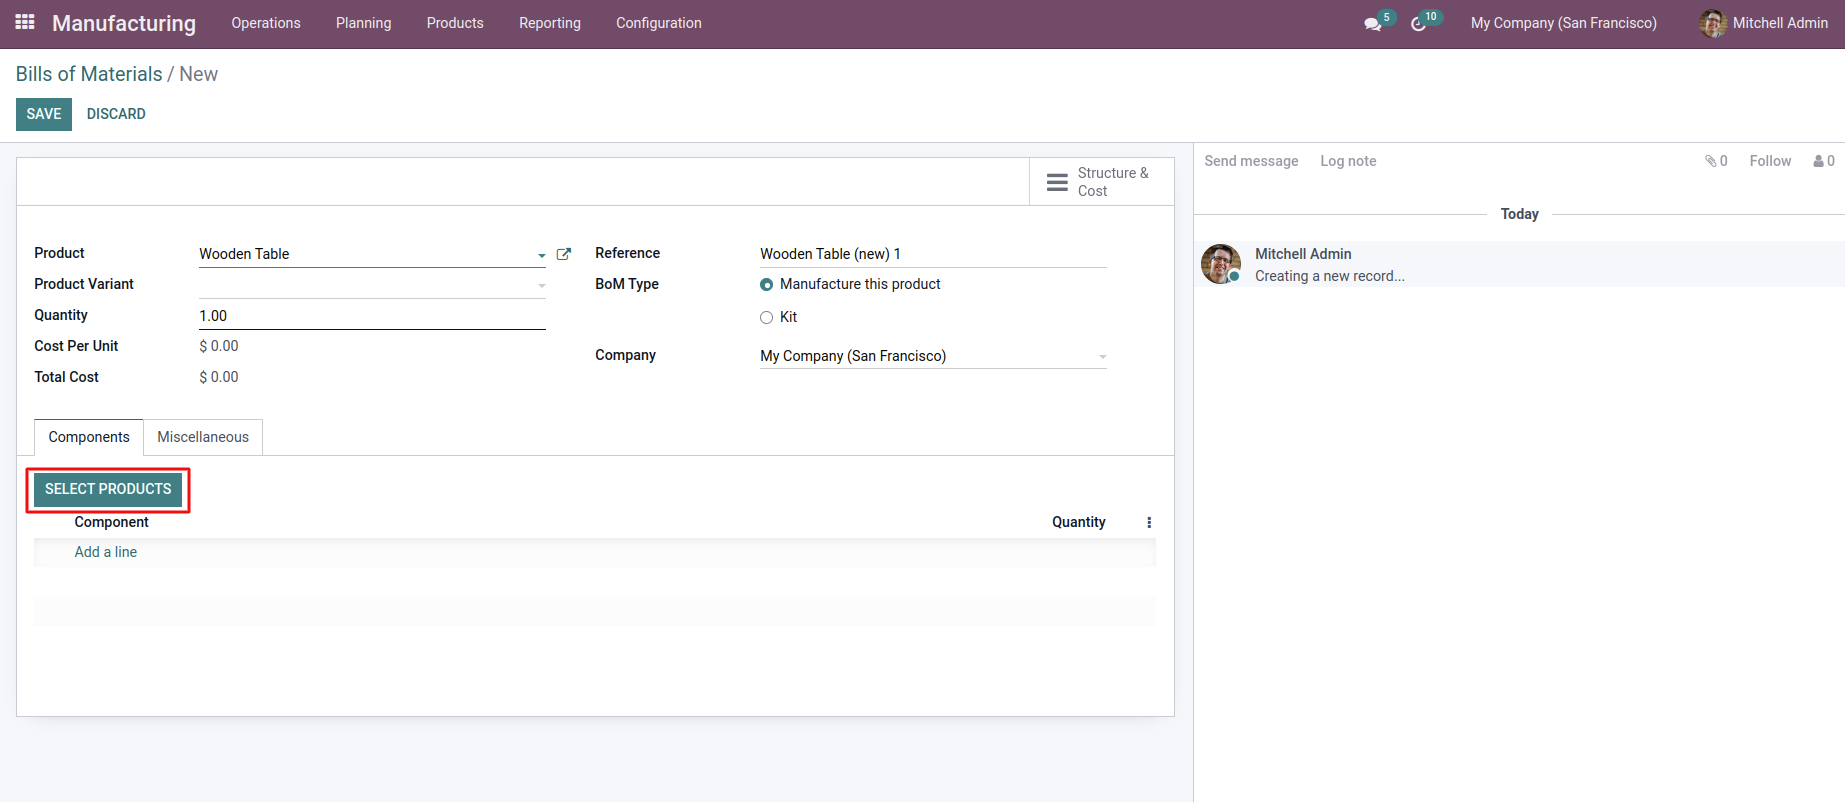 Manufacturing Operations Planning Products Reporting Configuration 5 10 My Company (San Francisco) Mitchell Admin
Bills of Materials / New
SAVE DISCARD
Structure &
Cost
Product Wooden Table
Product Variant
Quantity 1.00
Cost Per Unit $ 0.00
Total Cost $ 0.00
Reference Wooden Table (new) 1
BoM Type Manufacture this product
Kit
Company My Company (San Francisco)
Components Miscellaneous
SELECT PRODUCTS
Component Quantity
Add a line
Send message Log note 0 Follow 0
Today
Mitchell Admin
Creating a new record...